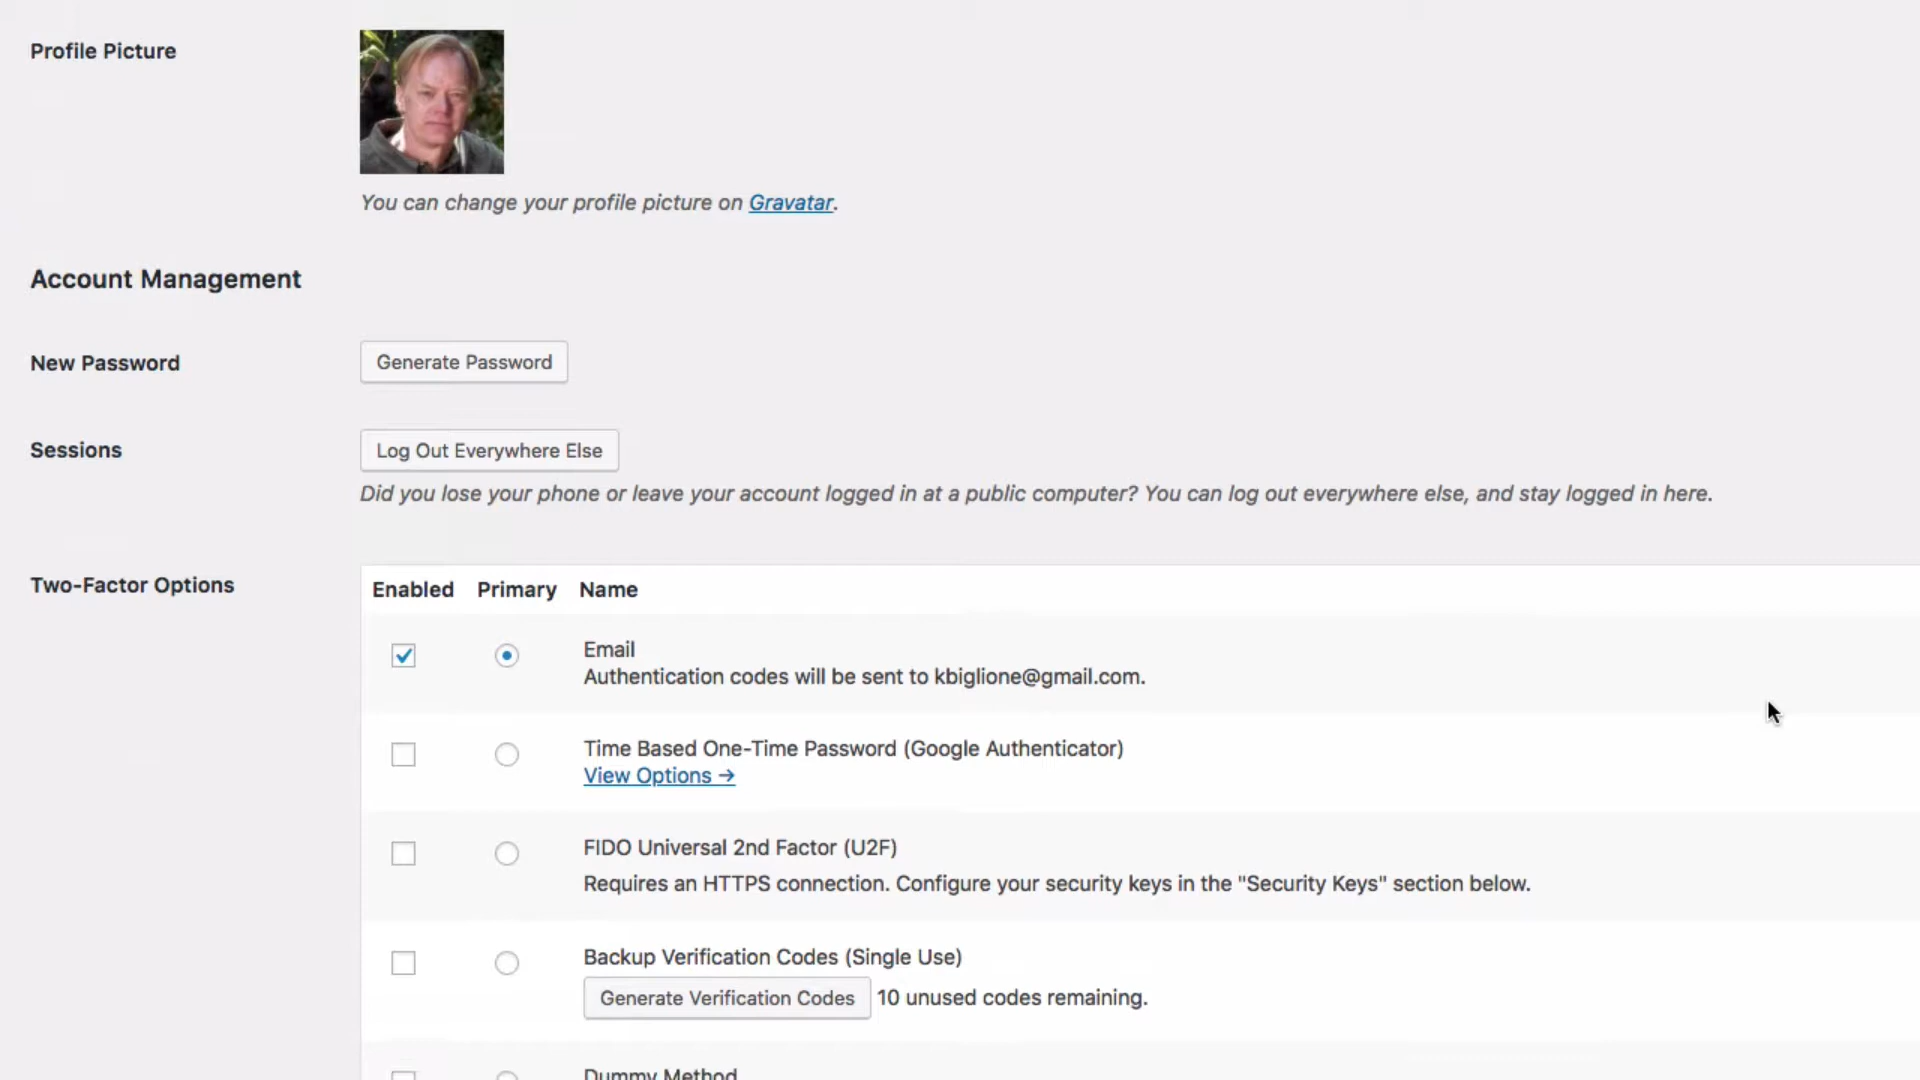 Profile Picture
You can change your profile picture on Gravatar.
Account Management
New Password
Generate Password
Sessions
Log Out Everywhere Else
Did you lose your phone or leave your account logged in at a public computer? You can log out everywhere else, and stay logged in here.
Two-Factor Options
Enabled Primary Name
Email
Authentication codes will be sent to kbiglione@gmail.com.
Time Based One-Time Password (Google Authenticator)
View Options →
FIDO Universal 2nd Factor (U2F)
Requires an HTTPS connection. Configure your security keys in the "Security Keys" section below.
Backup Verification Codes (Single Use)
Generate Verification Codes 10 unused codes remaining.
Dummy Method